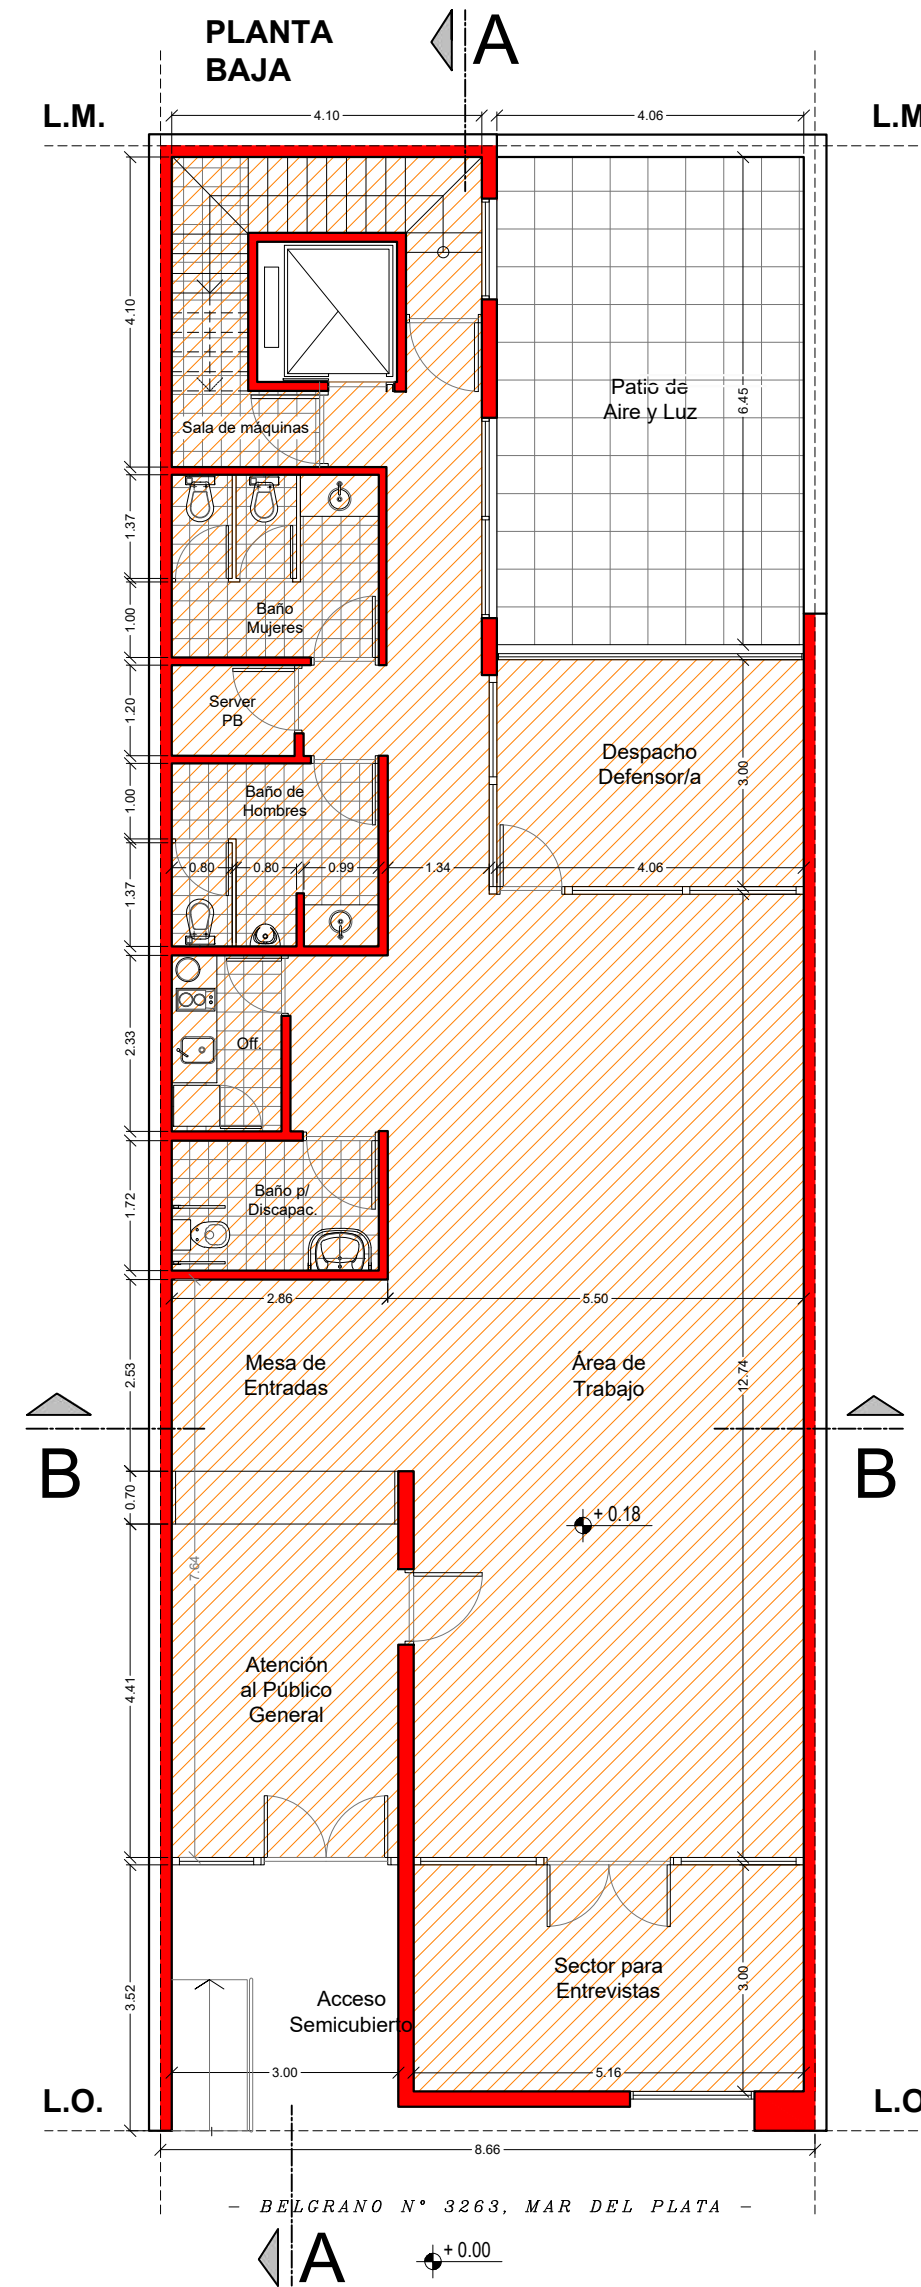 PLANTA
BAJA
A
L.M.
L.M
4.10
4.06
4.10
Patio de
Aire y Luz
6.45
Sala de máquinas
1.37
1.00
Baño
Mujeres
1.20
Server
PB
Despacho
Defensor/a
3.00
1.00
Baño de
Hombres
0.80
0.80
0.99
1.34
4.06
1.37
2.33
Off.
1.72
Baño p/
Discapac.
2.86
5.50
2.53
Mesa de
Entradas
Área de
Trabajo
12.74
B
B
0.70
+ 0.18
7.64
4.41
Atención
al Público
General
3.52
Acceso
Semicubierto
Sector para
Entrevistas
3.00
3.00
5.16
L.O.
L.O
8.66
– BELGRANO N° 3263, MAR DEL PLATA –
A
+ 0.00